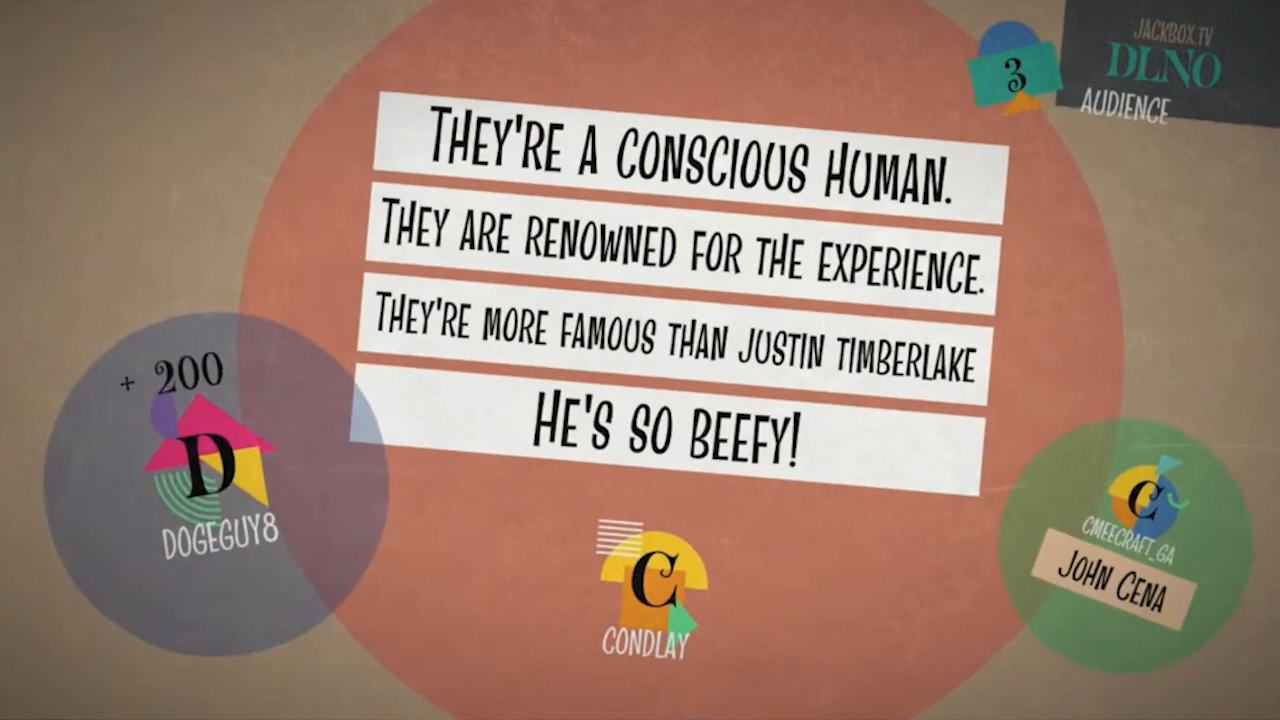 JACKBOX.TV
DLNO
3
AUDIENCE
THEY'RE A CONSCIOUS HUMAN.
THEY ARE RENOWNED FOR THE EXPERIENCE.
THEY'RE MORE FAMOUS THAN JUSTIN TIMBERLAKE
HE'S SO BEEFY!
+ 200
D
DOGEGUY8
C
CONDLAY
C
CMEECRAFT_GA
JOHN CENA